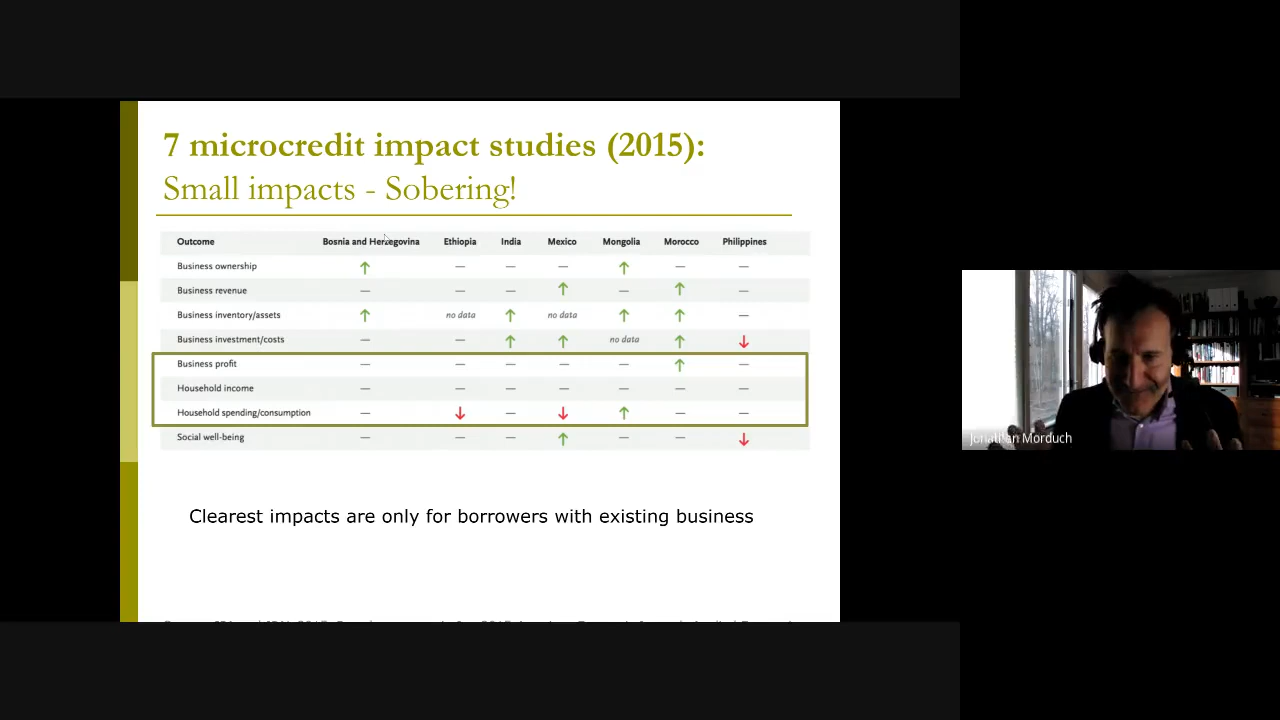 7 microcredit impact studies (2015):
Small impacts - Sobering!
Outcome Bosnia and Herzegovina Ethiopia India Mexico Mongolia Morocco Philippines
Business ownership ↑ — — — ↑ — —
Business revenue — — — ↑ — ↑ —
Business inventory/assets ↑ no data ↑ no data ↑ ↑ —
Business investment/costs — — ↑ ↑ no data ↑ ↓
Business profit — — — — — ↑ —
Household income — — — — — — —
Household spending/consumption — ↓ — ↓ ↑ — —
Social well-being — — — ↑ — — ↓
Clearest impacts are only for borrowers with existing business
Jonathan Morduch